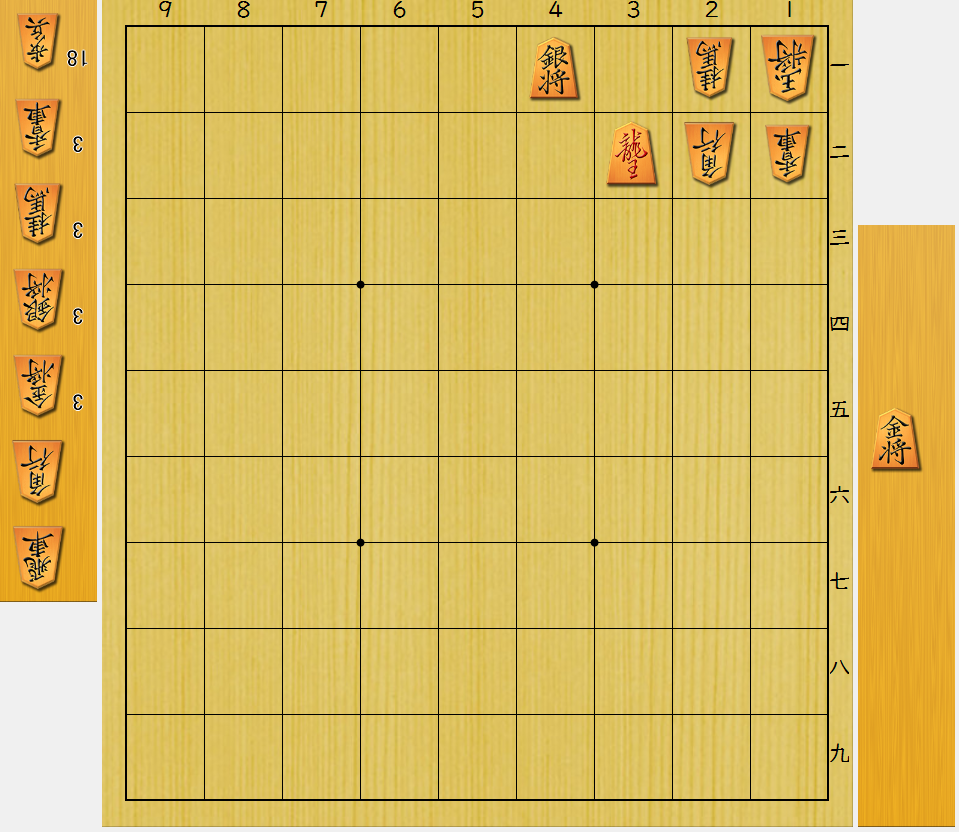 9 8 7 6 5 4 3 2 1
歩兵 18
香車 3
桂馬 3
銀将 3
金将 3
角行
飛車
銀将 桂馬 玉将 一
龍王 角行 香車 二
三
四
五
六
七
八
九
金将